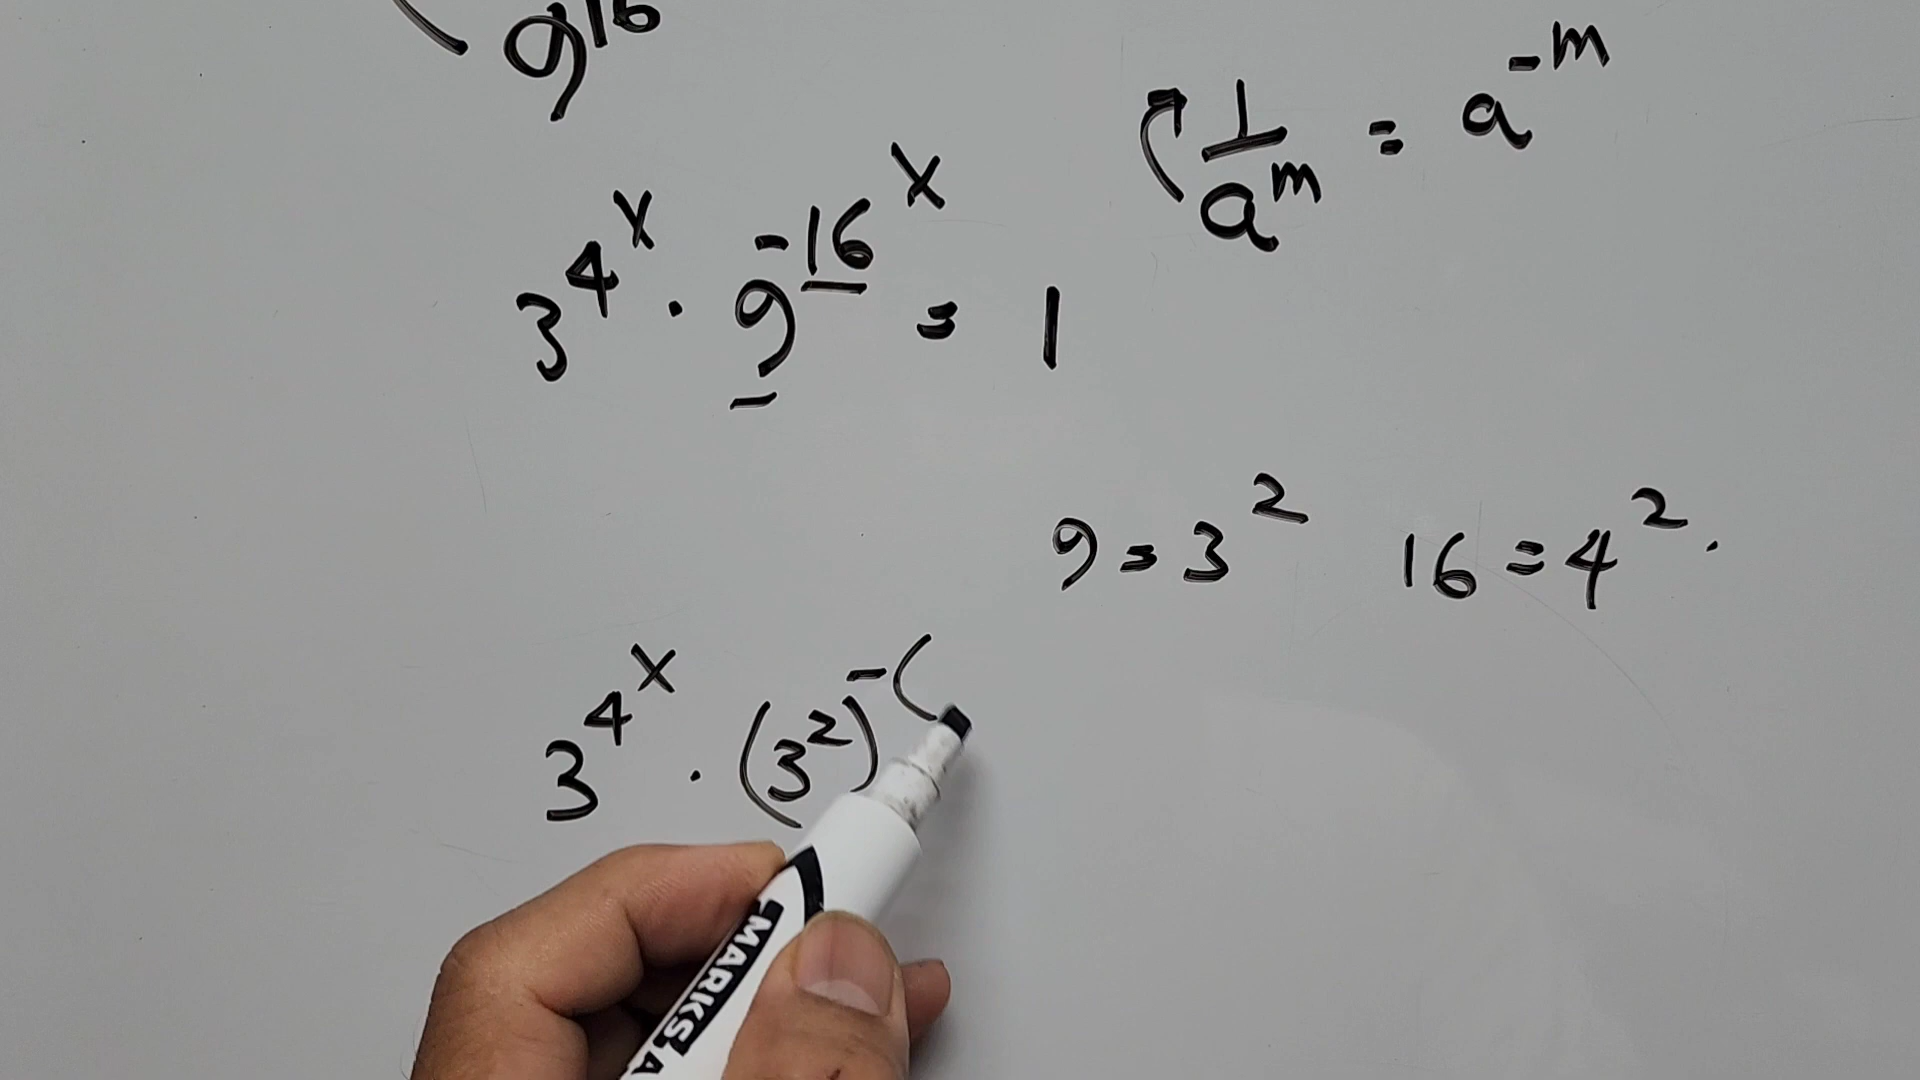 9^16
1/a^m = a^-m
3^4^x · 9^-16^x = 1
9 = 3^2 16 = 4^2.
3^4^x · (3^2)^-(
MARKS.A